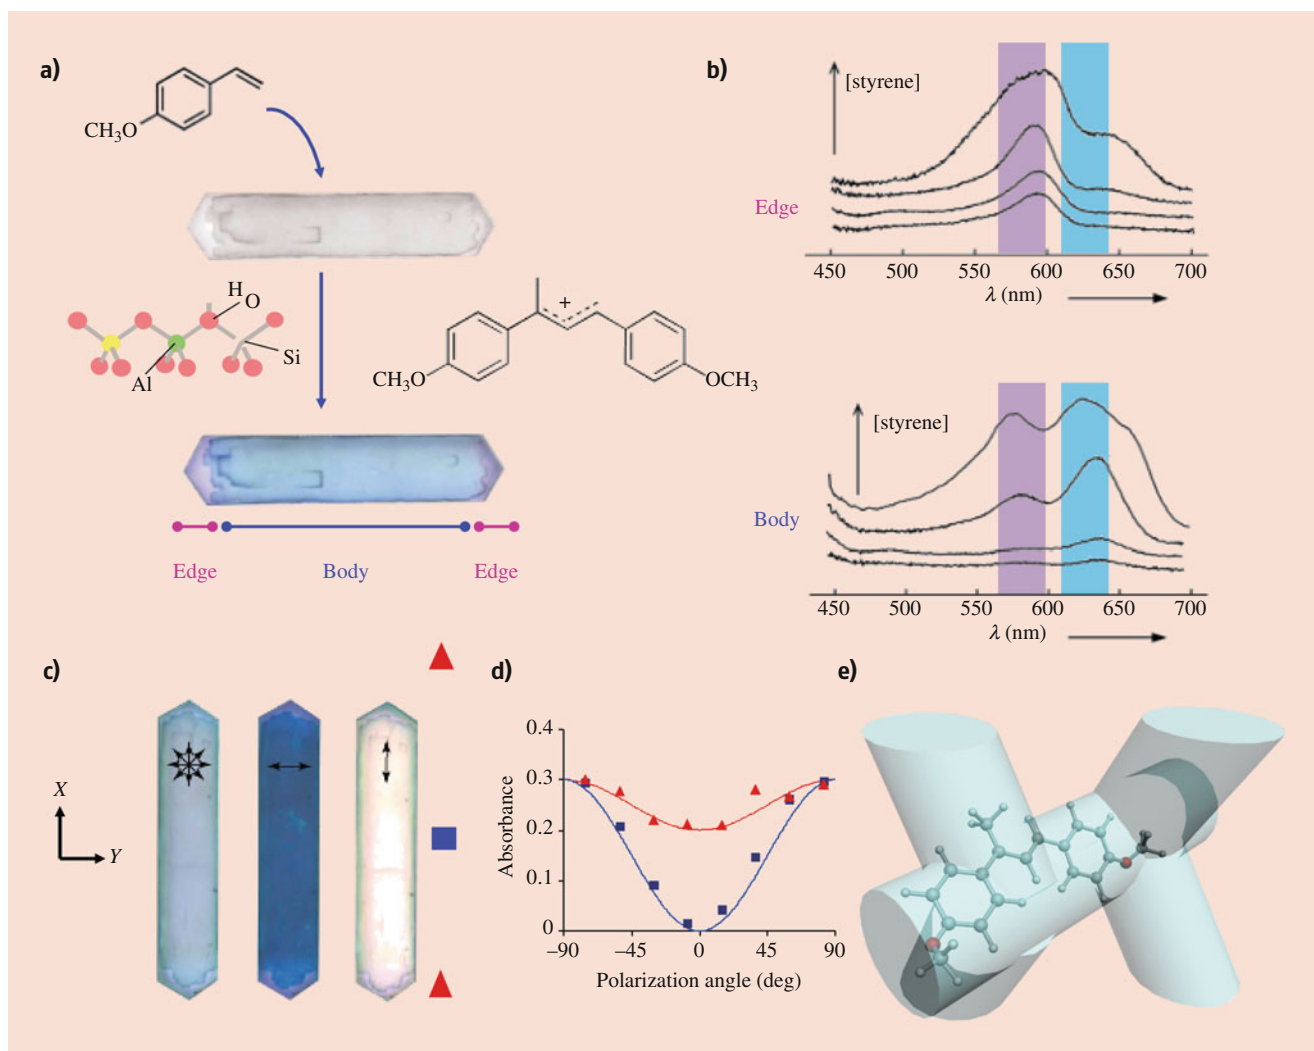 a)
CH3O
H
O
Si
Al
+
CH3O
OCH3
Edge
Body
Edge
b)
[styrene]
Edge
450 500 550 600 650 700
λ (nm)
[styrene]
Body
450 500 550 600 650 700
λ (nm)
c)
X
Y
d)
0.4
0.3
0.2
0.1
0
Absorbance
–90 –45 0 45 90
Polarization angle (deg)
e)